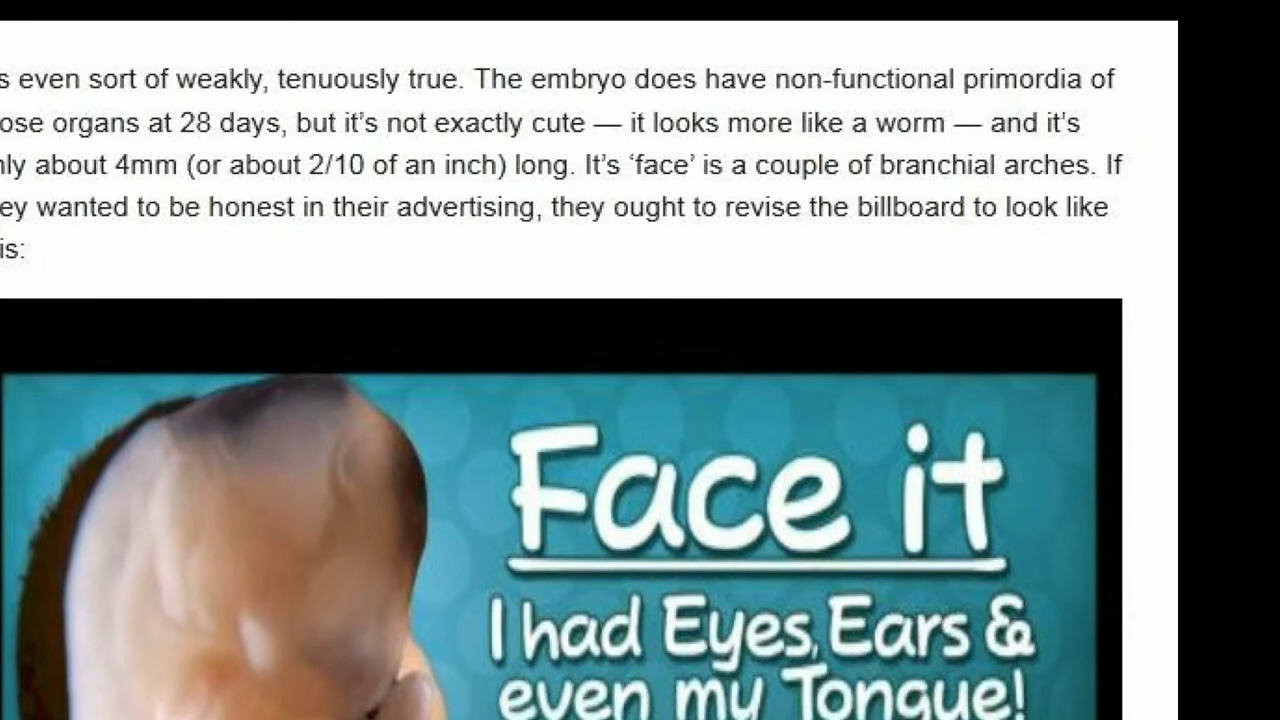 s even sort of weakly, tenuously true. The embryo does have non-functional primordia of
ose organs at 28 days, but it’s not exactly cute — it looks more like a worm — and it’s
nly about 4mm (or about 2/10 of an inch) long. It’s ‘face’ is a couple of branchial arches. If
ey wanted to be honest in their advertising, they ought to revise the billboard to look like
is:
Face it
I had Eyes, Ears &
even my Tongue!